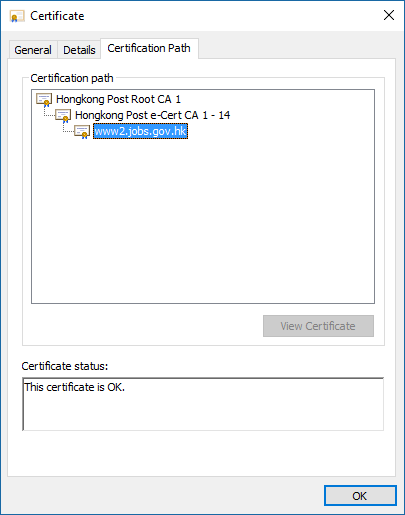 Certificate
General
Details
Certification Path
Certification path
Hongkong Post Root CA 1
Hongkong Post e-Cert CA 1 - 14
www2.jobs.gov.hk
View Certificate
Certificate status:
This certificate is OK.
OK